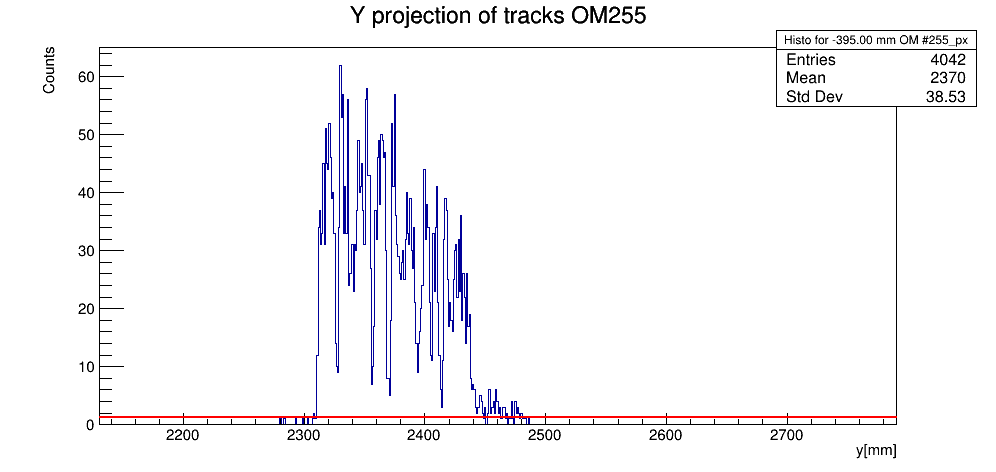 Y projection of tracks OM255
Histo for -395.00 mm OM #255_px
Entries 4042
Mean 2370
Std Dev 38.53
Counts
60
50
40
30
20
10
0
2200 2300 2400 2500 2600 2700
y[mm]